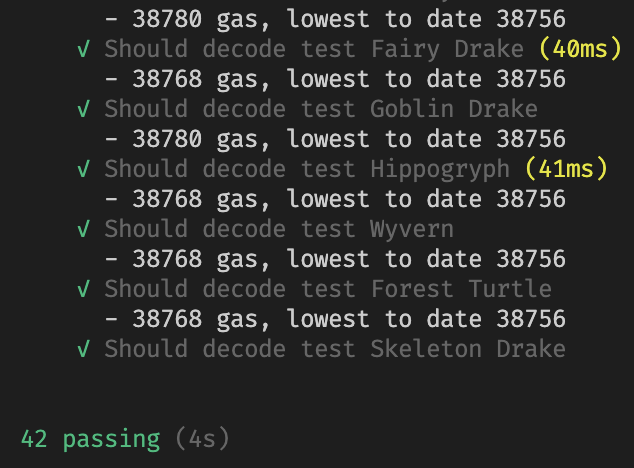 - 38780 gas, lowest to date 38756
√ Should decode test Fairy Drake (40ms)
- 38768 gas, lowest to date 38756
√ Should decode test Goblin Drake
- 38780 gas, lowest to date 38756
√ Should decode test Hippogryph (41ms)
- 38768 gas, lowest to date 38756
√ Should decode test Wyvern
- 38768 gas, lowest to date 38756
√ Should decode test Forest Turtle
- 38768 gas, lowest to date 38756
√ Should decode test Skeleton Drake
42 passing (4s)